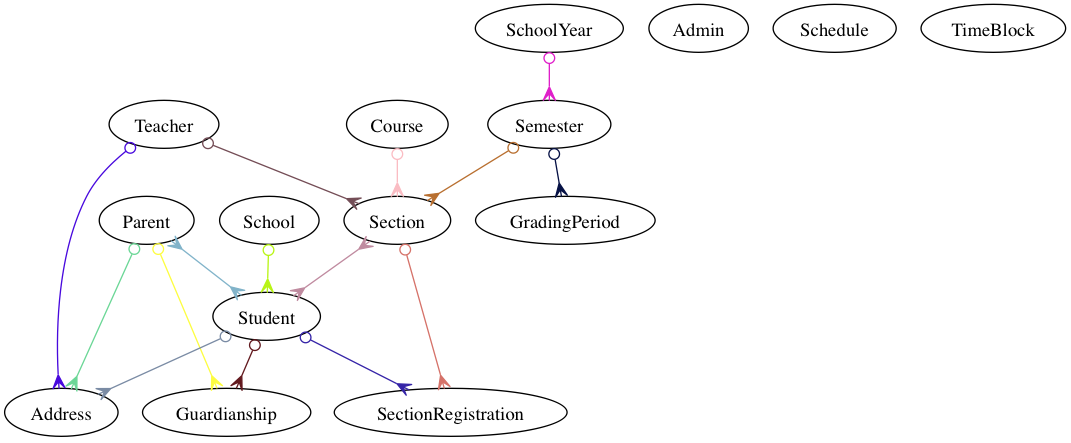 SchoolYear
Admin
Schedule
TimeBlock
Teacher
Course
Semester
Parent
School
Section
GradingPeriod
Student
Address
Guardianship
SectionRegistration